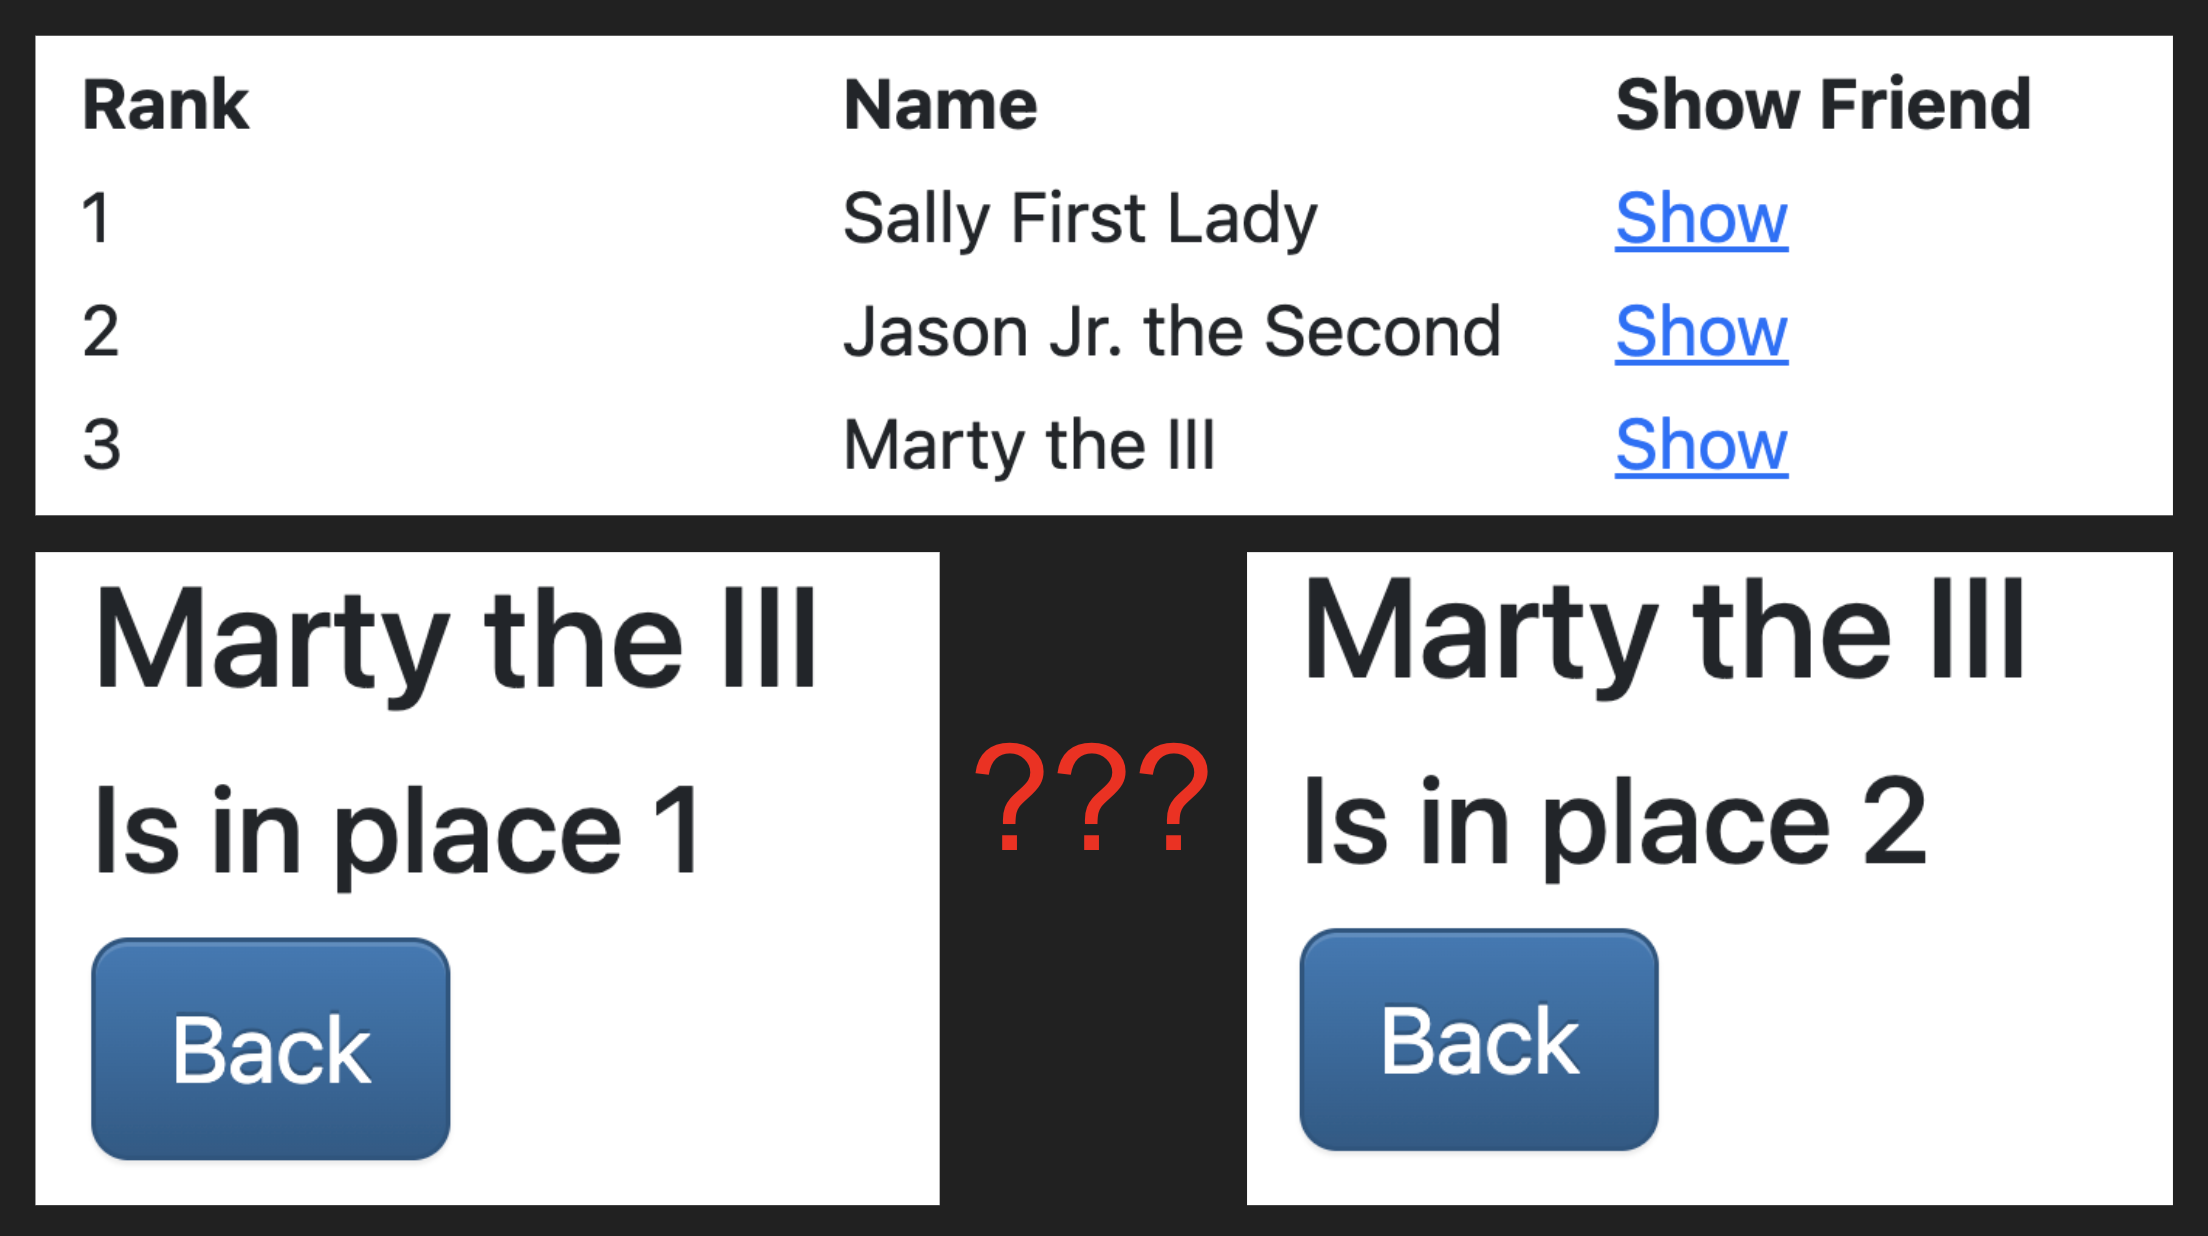 Rank Name Show Friend
1 Sally First Lady Show
2 Jason Jr. the Second Show
3 Marty the III Show
Marty the III
Is in place 1
Back
???
Marty the III
Is in place 2
Back